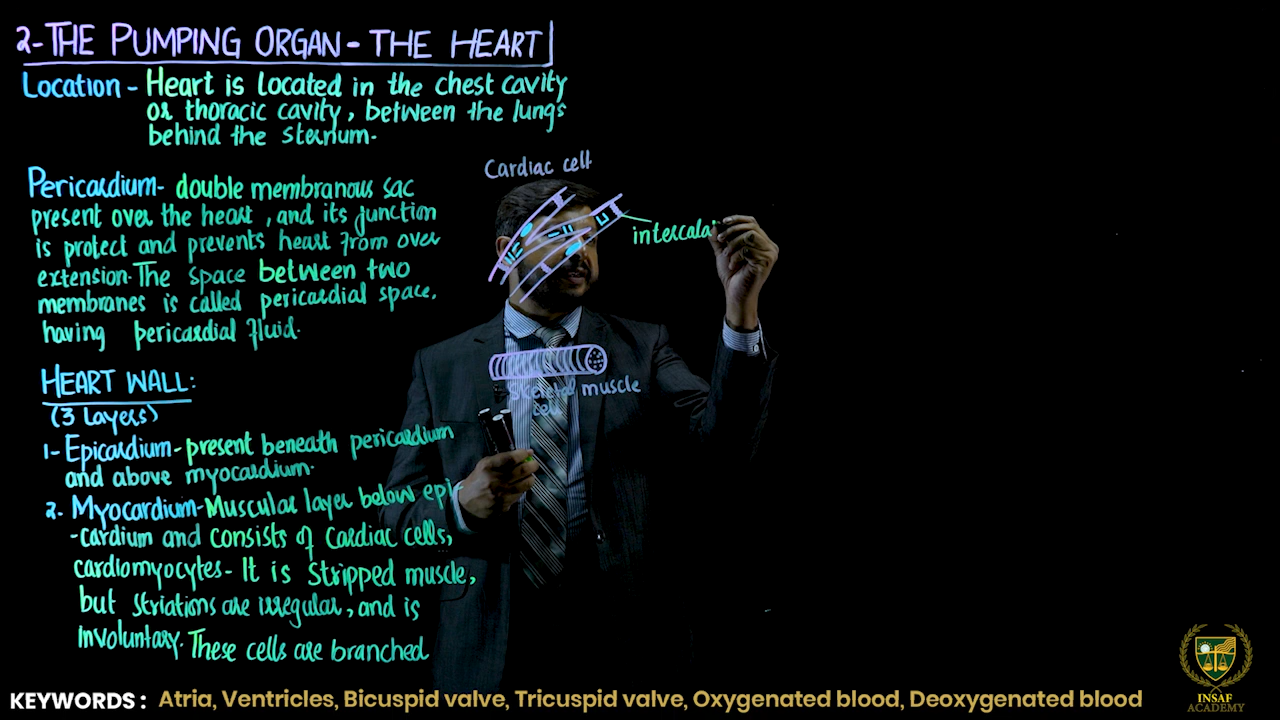 2-THE PUMPING ORGAN-THE HEART
Location - Heart is located in the chest cavity
or thoracic cavity, between the lungs
behind the sternum.
Pericardium- double membranous sac
present over the heart, and its junction
is protect and prevents heart from over
extension. The space between two
membranes is called pericardial space.
having pericardial fluid.
HEART WALL:
(3 Layers)
1- Epicardium- present beneath pericardium
and above myocardium.
2. Myocardium- Muscular layer below epi
-cardium and consists of cardiac cells,
cardiomyocytes- It is stripped muscle,
but striations are irregular, and is
involuntary. These cells are branched
Cardiac cell
intercala
Skeletal muscle
cell
KEYWORDS: Atria, Ventricles, Bicuspid valve, Tricuspid valve, Oxygenated blood, Deoxygenated blood
INSAF
ACADEMY